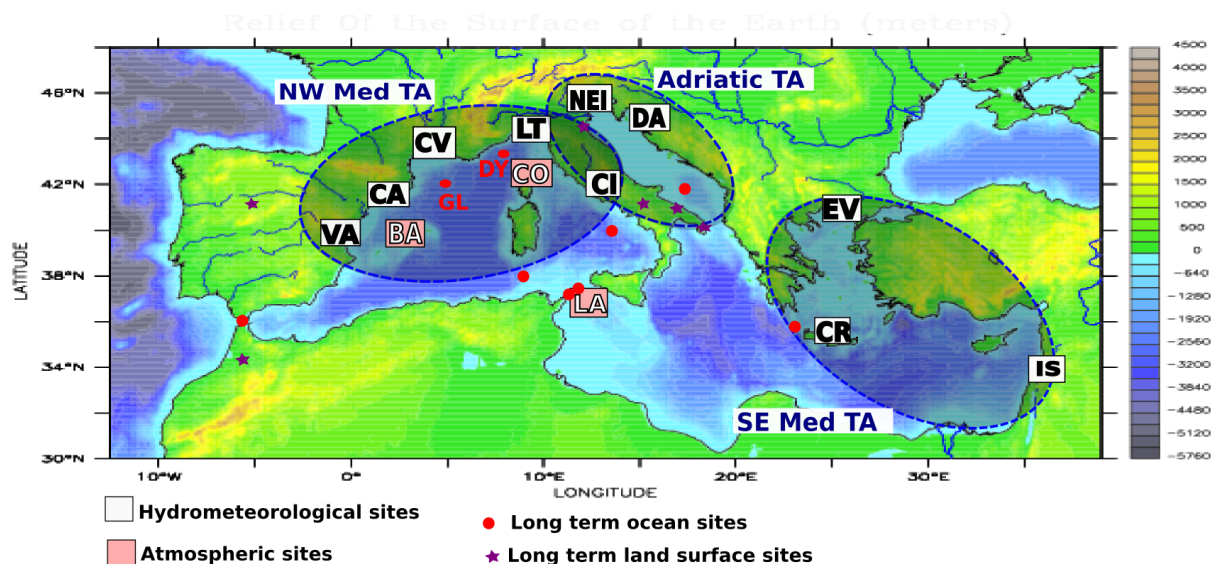 Relief Of the Surface of the Earth (meters)
NW Med TA
Adriatic TA
NEI
DA
LT
CV
DY
CO
CI
CA
GL
VA
BA
EV
LA
CR
IS
SE Med TA
46°N
42°N
38°N
34°N
30°N
LATITUDE
10°W
0°
10°E
20°E
30°E
LONGITUDE
4500
4000
3500
3000
2500
2000
1500
1000
500
0
-640
-1280
-1920
-2560
-3200
-3840
-4480
-5120
-5760
Hydrometeorological sites
Long term ocean sites
Atmospheric sites
Long term land surface sites